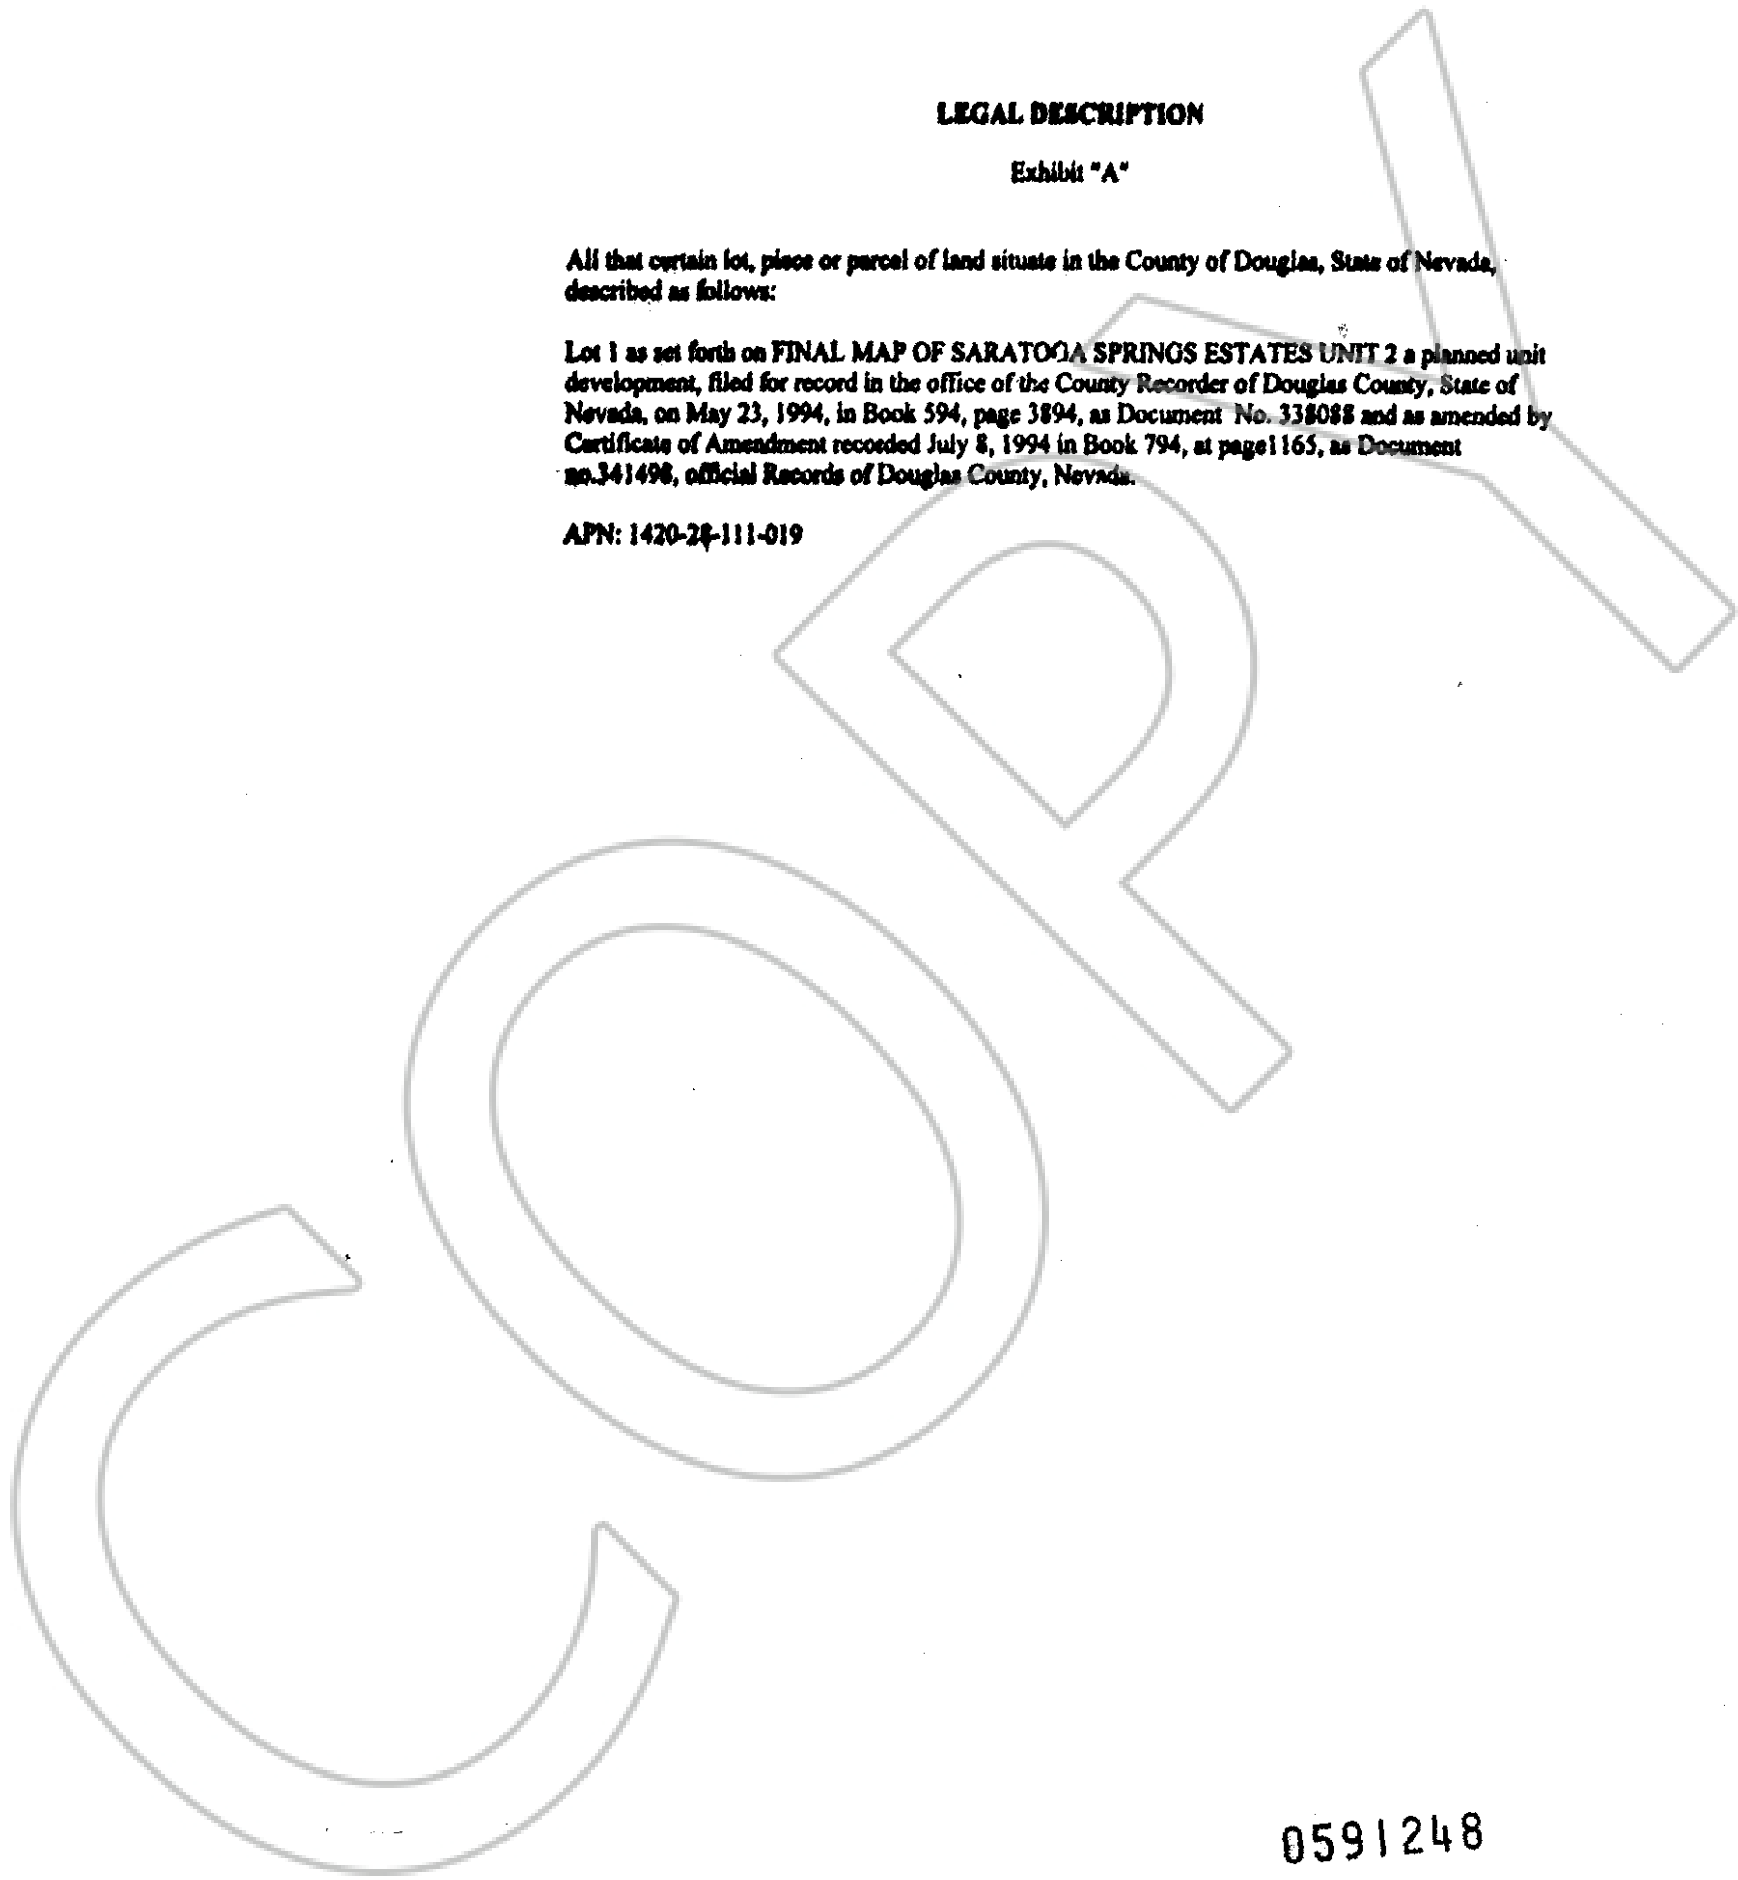 LEGAL DESCRIPTION
Exhibit "A"
All that certain lot, piece or parcel of land situate in the County of Douglas, State of Nevada,
described as follows:
Lot 1 as set forth on FINAL MAP OF SARATOGA SPRINGS ESTATES UNIT 2 a planned unit
development, filed for record in the office of the County Recorder of Douglas County, State of
Nevada, on May 23, 1994, in Book 594, page 3894, as Document No. 338088 and as amended by
Certificate of Amendment recorded July 8, 1994 in Book 794, at page1165, as Document
no.341498, official Records of Douglas County, Nevada.
APN: 1420-28-111-019
COPY
0591248